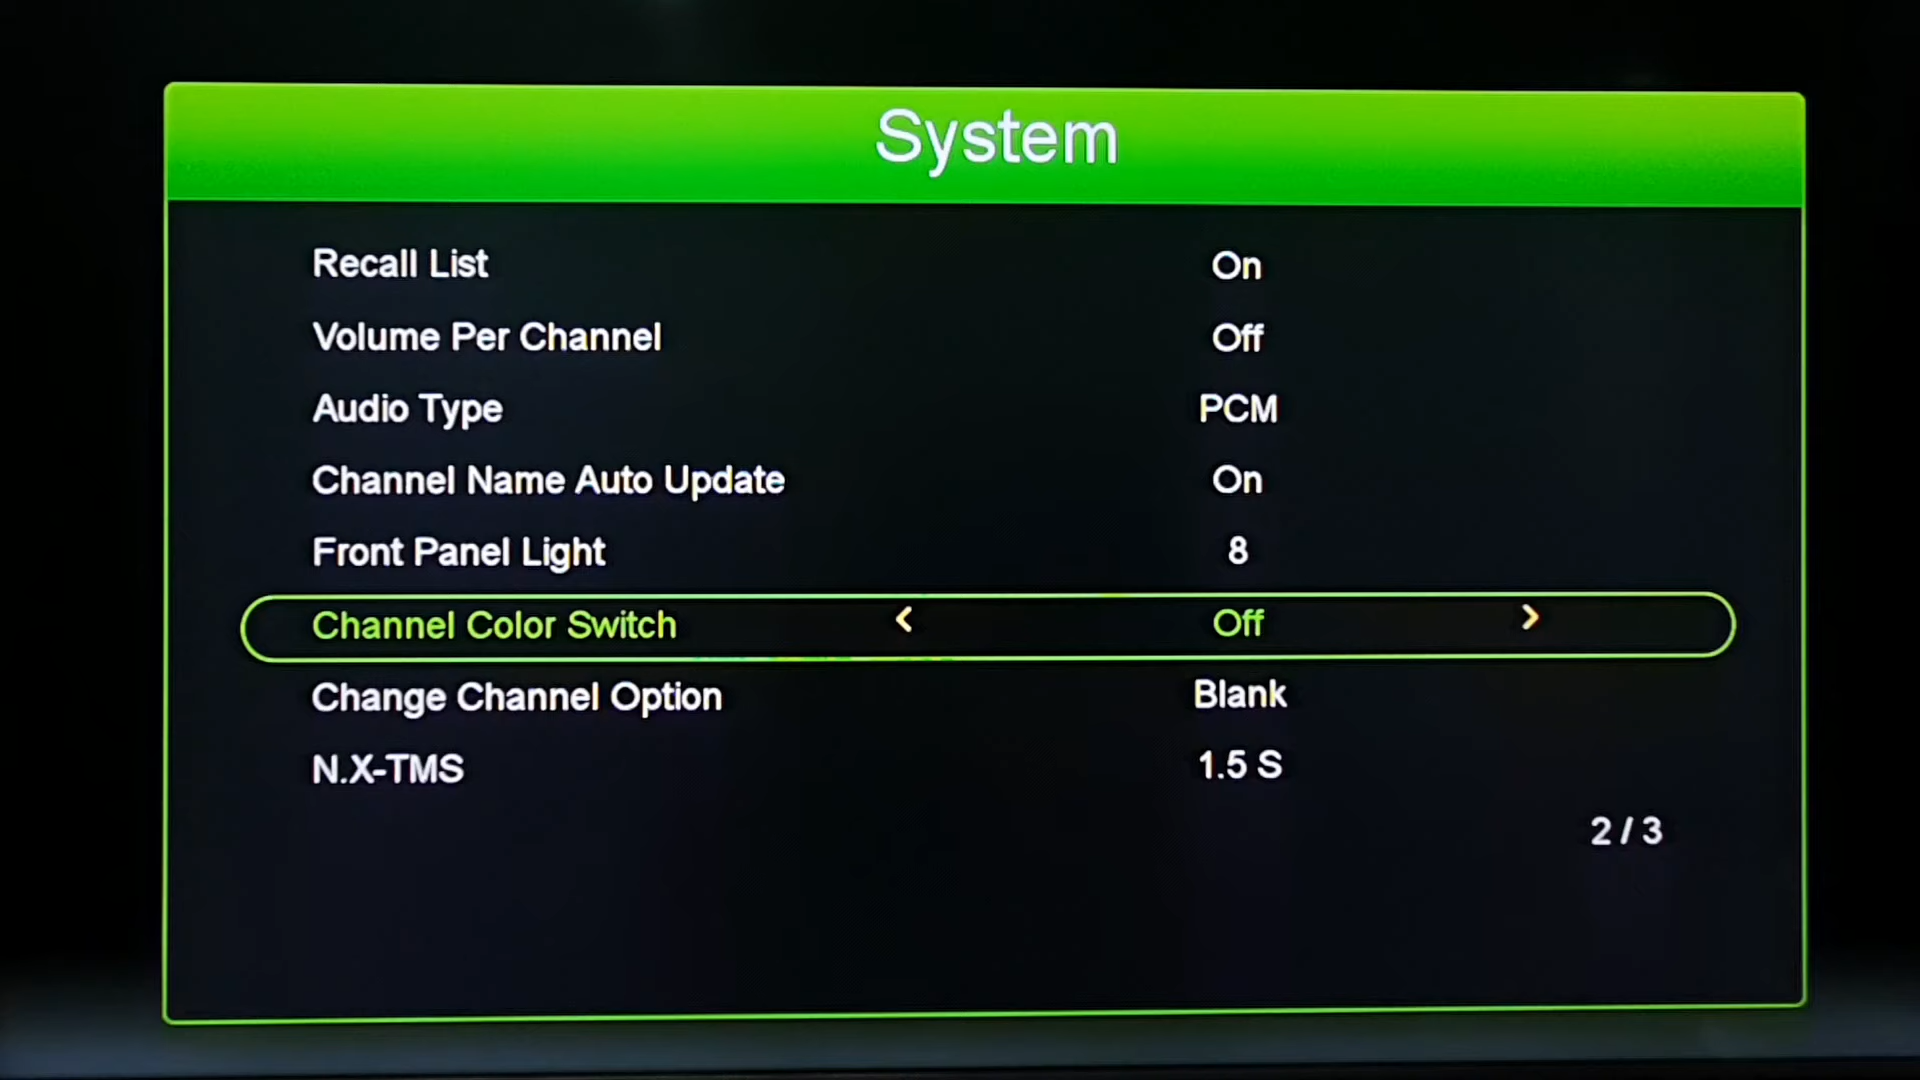 System
Recall List On
Volume Per Channel Off
Audio Type PCM
Channel Name Auto Update On
Front Panel Light 8
Channel Color Switch < Off >
Change Channel Option Blank
N.X-TMS 1.5 S
2 / 3